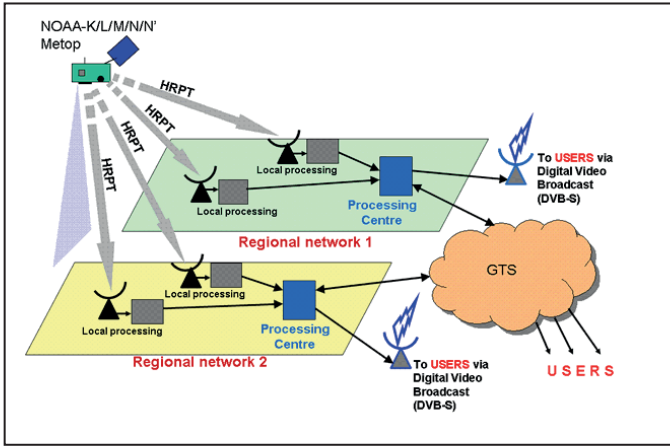 NOAA-K/L/M/N/N'
Metop
HRPT
HRPT
HRPT
HRPT
Local processing
Local processing
Processing
Centre
To USERS via
Digital Video
Broadcast
(DVB-S)
Regional network 1
GTS
Local processing
Local processing
Processing
Centre
Regional network 2
To USERS via
Digital Video
Broadcast
(DVB-S)
U S E R S